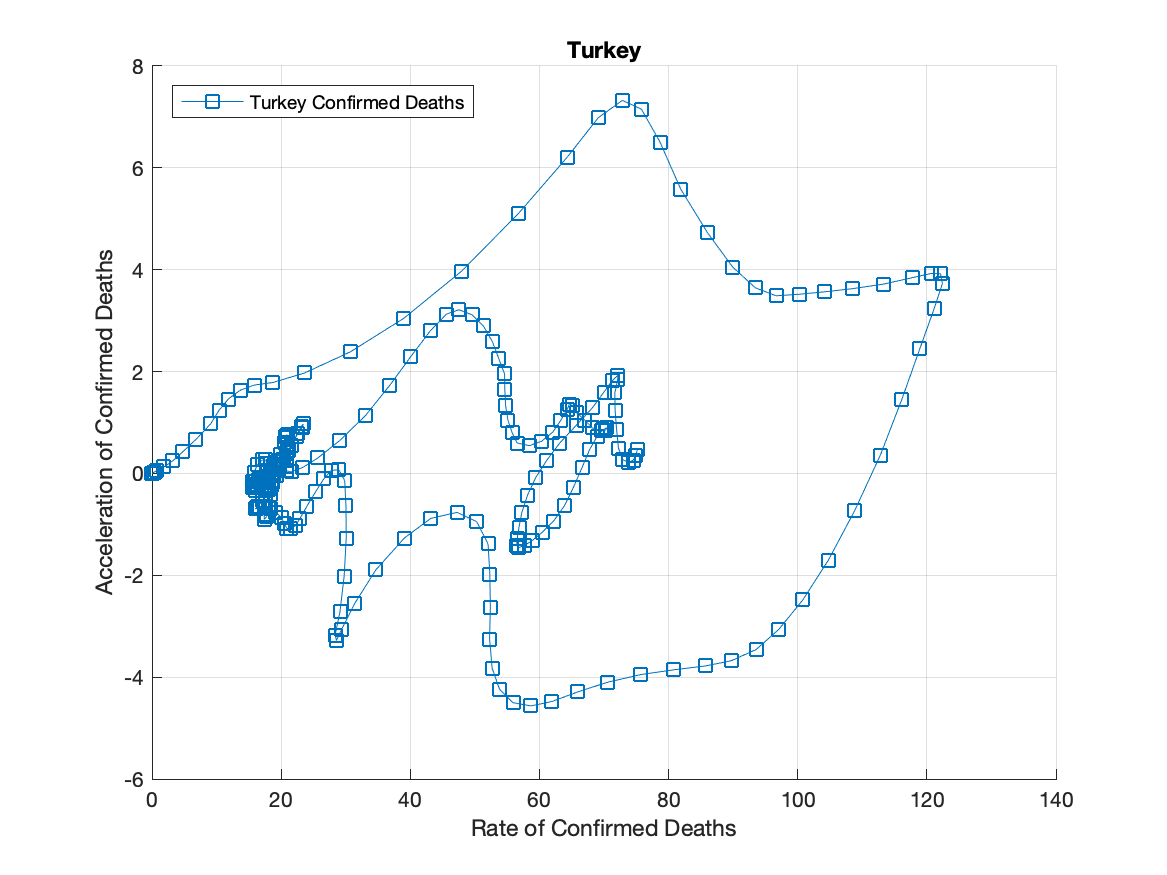 Turkey
8
Turkey Confirmed Deaths
6
4
2
0
-2
-4
-6
Acceleration of Confirmed Deaths
0 20 40 60 80 100 120 140
Rate of Confirmed Deaths